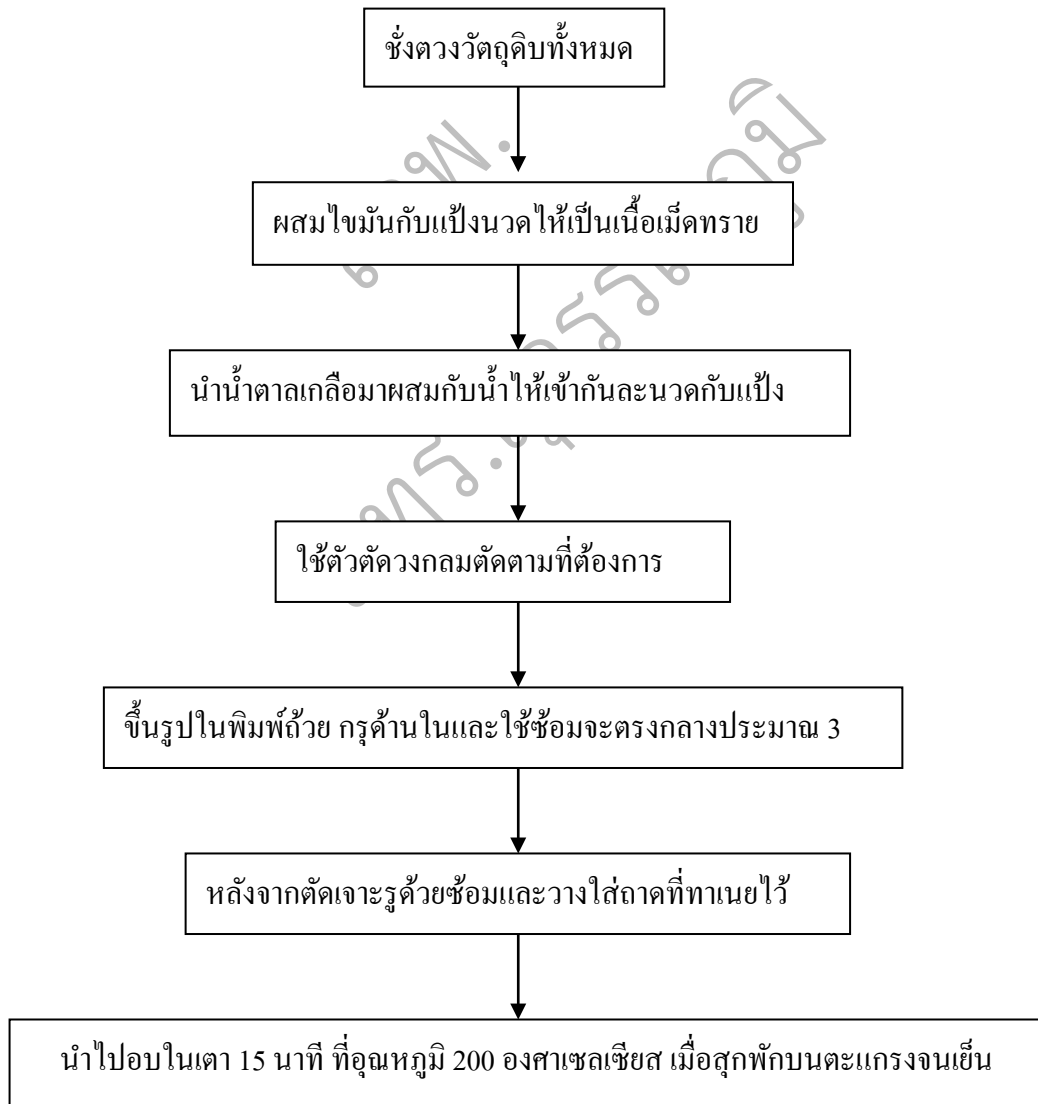 ชั่งตวงวัตถุดิบทั้งหมด
ผสมไขมันกับแป้งนวดให้เป็นเนื้อเม็ดทราย
นำน้ำตาลเกลือมาผสมกับน้ำให้เข้ากันละนวดกับแป้ง
ใช้ตัวตัดวงกลมตัดตามที่ต้องการ
ขึ้นรูปในพิมพ์ถ้วย กรุด้านในและใช้ซ้อมจะตรงกลางประมาณ 3
หลังจากตัดเจาะรูด้วยซ้อมและวางใส่ถาดที่ทาเนยไว้
นำไปอบในเตา 15 นาที ที่อุณหภูมิ 200 องศาเซลเซียส เมื่อสุกพักบนตะแกรงจนเย็น